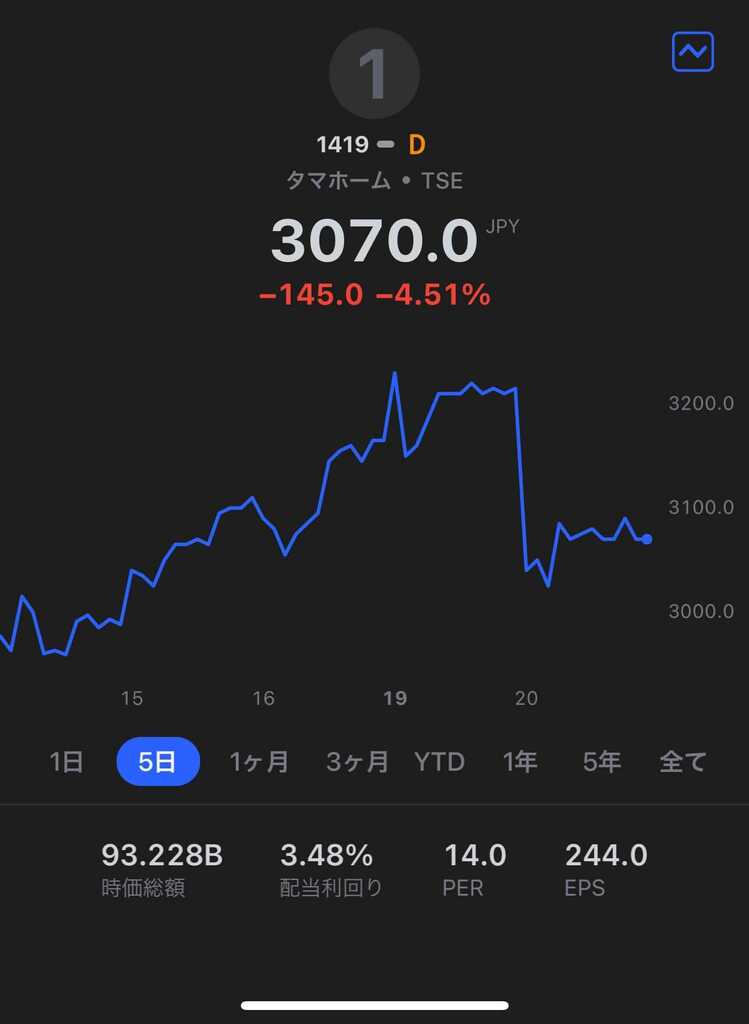 1
1419 D
タマホーム • TSE
3070.0 JPY
−145.0 −4.51%
3200.0
3100.0
3000.0
15 16 19 20
1日 5日 1ヶ月 3ヶ月 YTD 1年 5年 全て
93.228B 3.48% 14.0 244.0
時価総額 配当利回り PER EPS